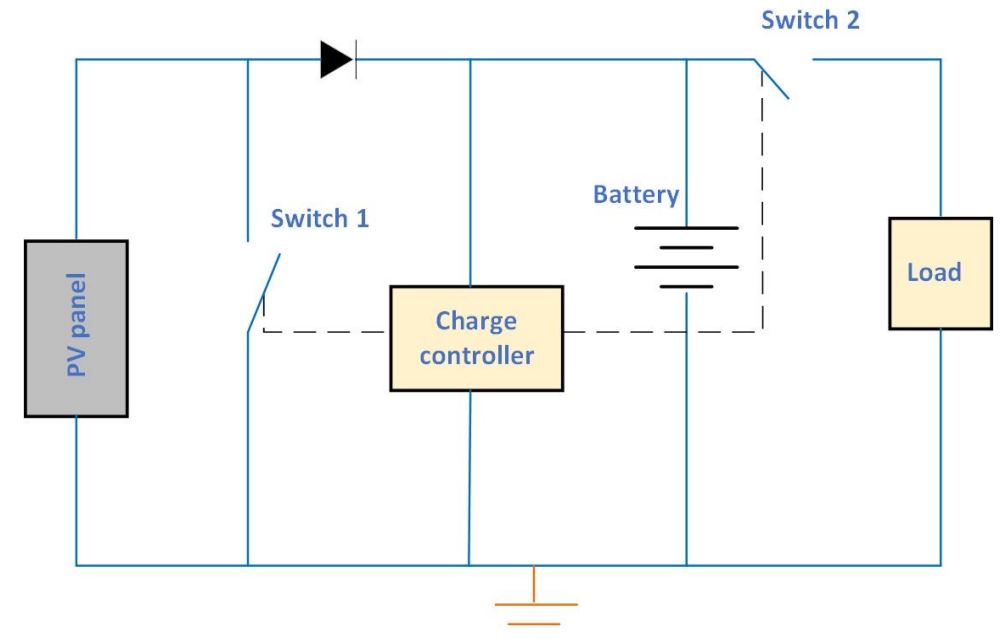 Switch 2
Battery
Switch 1
PV panel
Charge
controller
Load